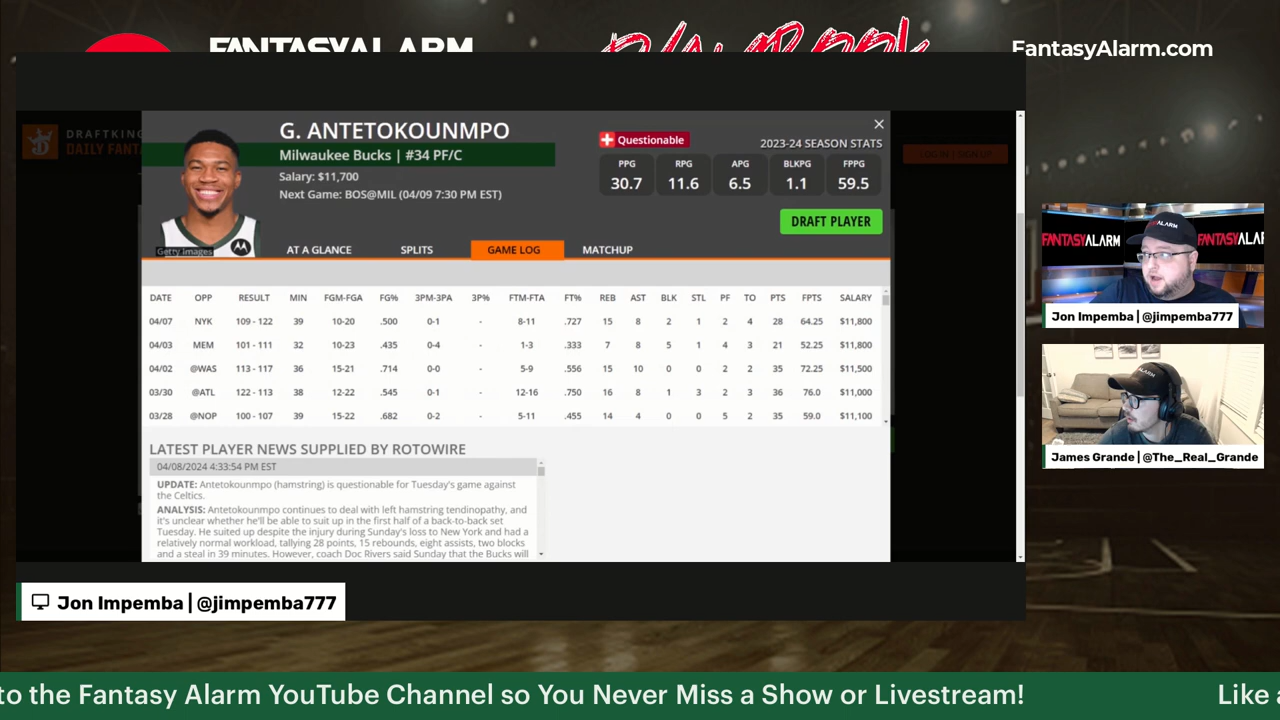 FANTASYALARM
PLAYBOOK
FantasyAlarm.com
DRAFTKIN
DAILY FANT
LOG IN / SIGN UP
G. ANTETOKOUNMPO
Milwaukee Bucks | #34 PF/C
Salary: $11,700
Next Game: BOS@MIL (04/09 7:30 PM EST)
Questionable
2023-24 SEASON STATS
PPG RPG APG BLKPG FPPG
30.7 11.6 6.5 1.1 59.5
DRAFT PLAYER
Getty Images
AT A GLANCE SPLITS GAME LOG MATCHUP
DATE OPP RESULT MIN FGM-FGA FG% 3PM-3PA 3P% FTM-FTA FT% REB AST BLK STL PF TO PTS FPTS SALARY
04/07 NYK 109 - 122 39 10-20 .500 0-1 - 8-11 .727 15 8 2 1 2 4 28 64.25 $11,800
04/03 MEM 101 - 111 32 10-23 .435 0-4 - 1-3 .333 7 8 5 1 4 3 21 52.25 $11,800
04/02 @WAS 113 - 117 36 15-21 .714 0-0 - 5-9 .556 15 10 0 0 2 2 35 72.25 $11,500
03/30 @ATL 122 - 113 38 12-22 .545 0-1 - 12-16 .750 16 8 1 3 2 3 36 76.0 $11,000
03/28 @NOP 100 - 107 39 15-22 .682 0-2 - 5-11 .455 14 4 0 0 5 2 35 59.0 $11,100
LATEST PLAYER NEWS SUPPLIED BY ROTOWIRE
04/08/2024 4:33:54 PM EST
UPDATE: Antetokounmpo (hamstring) is questionable for Tuesday's game against
the Celtics.
ANALYSIS: Antetokounmpo continues to deal with left hamstring tendinopathy, and
it's unclear whether he'll be able to suit up in the first half of a back-to-back set
Tuesday. He suited up despite the injury during Sunday's loss to New York and had a
relatively normal workload, tallying 28 points, 15 rebounds, eight assists, two blocks
and a steal in 39 minutes. However, coach Doc Rivers said Sunday that the Bucks will
FANTASYALARM
FANTASYALAR
Jon Impemba | @jimpemba777
James Grande | @The_Real_Grande
Jon Impemba | @jimpemba777
to the Fantasy Alarm YouTube Channel so You Never Miss a Show or Livestream!
Like a